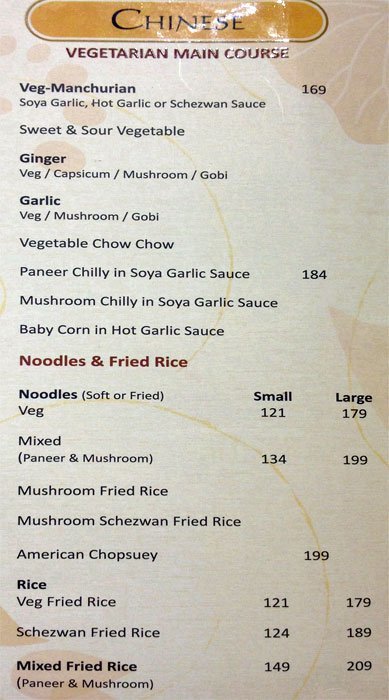 CHINESE
VEGETARIAN MAIN COURSE
Veg-Manchurian 169
Soya Garlic, Hot Garlic or Schezwan Sauce
Sweet & Sour Vegetable
Ginger
Veg / Capsicum / Mushroom / Gobi
Garlic
Veg / Mushroom / Gobi
Vegetable Chow Chow
Paneer Chilly in Soya Garlic Sauce 184
Mushroom Chilly in Soya Garlic Sauce
Baby Corn in Hot Garlic Sauce
Noodles & Fried Rice
Noodles (Soft or Fried) Small Large
Veg 121 179
Mixed
(Paneer & Mushroom) 134 199
Mushroom Fried Rice
Mushroom Schezwan Fried Rice
American Chopsuey 199
Rice
Veg Fried Rice 121 179
Schezwan Fried Rice 124 189
Mixed Fried Rice 149 209
(Paneer & Mushroom)